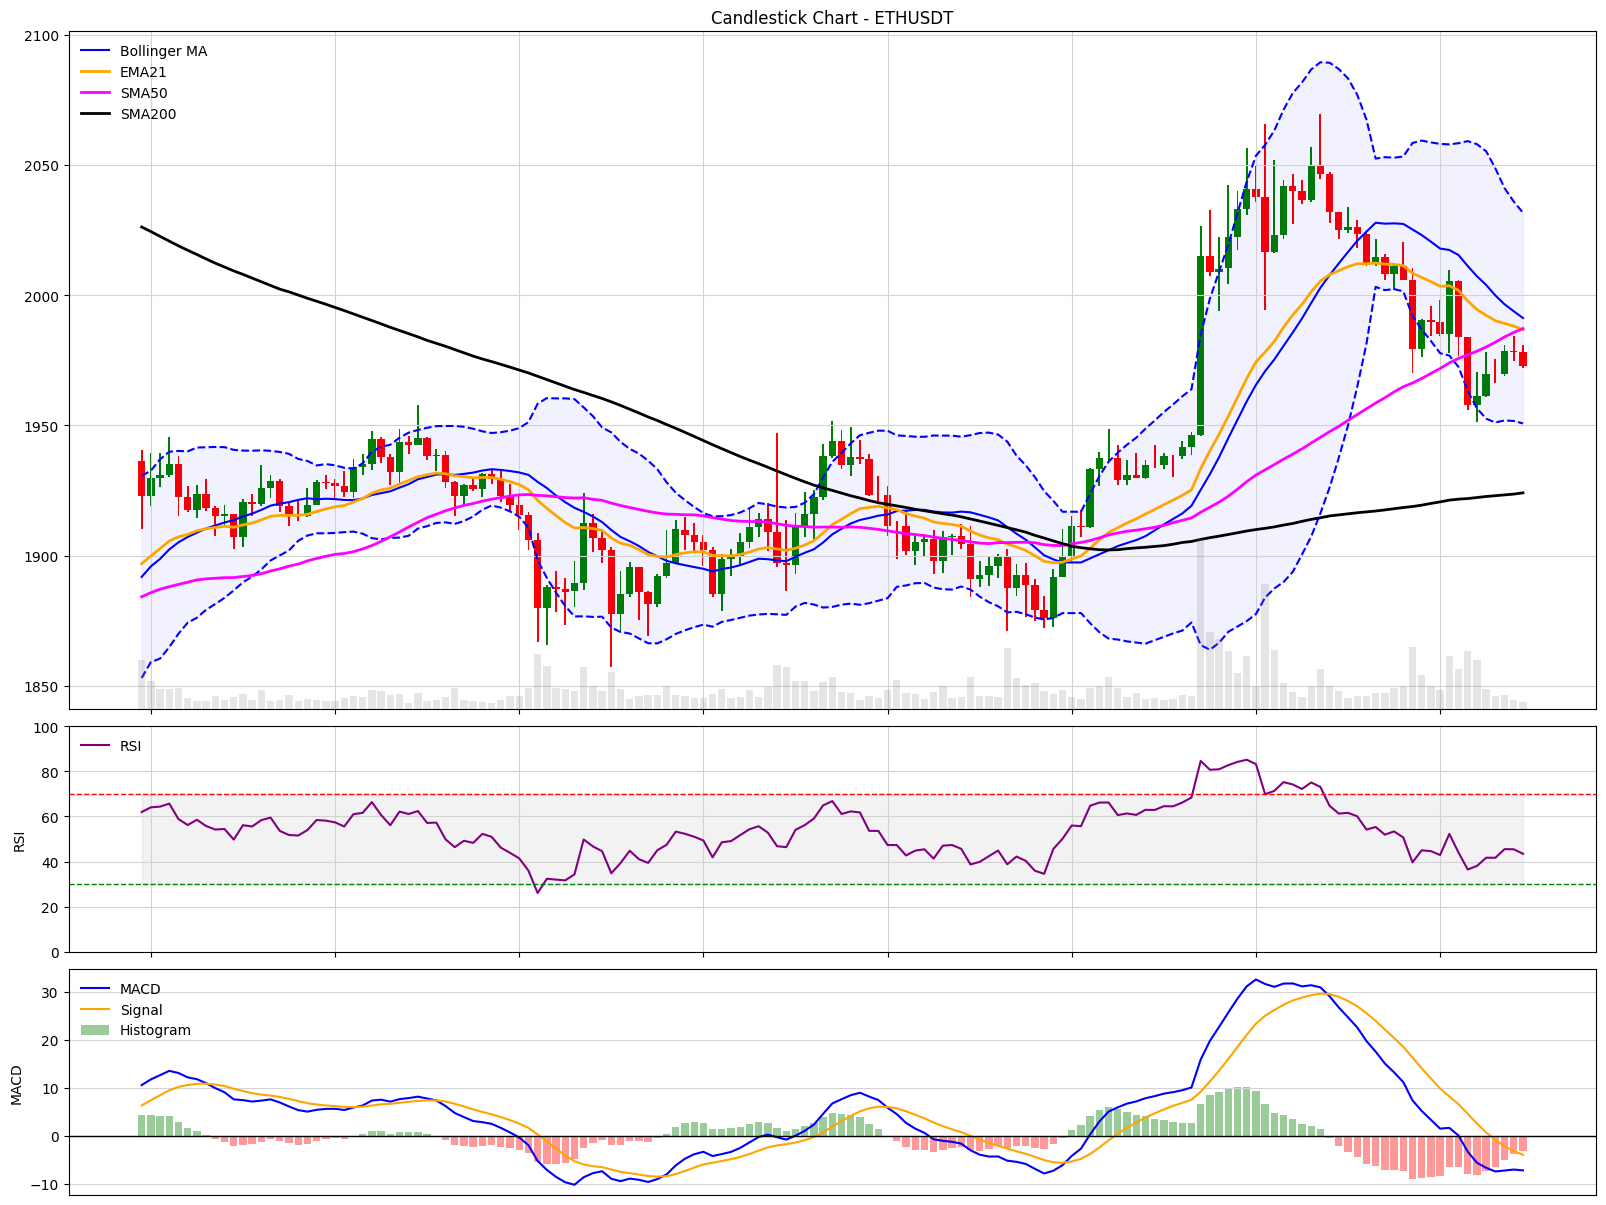 Candlestick Chart - ETHUSDT
2100
2050
2000
1950
1900
1850
Bollinger MA
EMA21
SMA50
SMA200
100
80
60
40
20
0
RSI
RSI
30
20
10
0
−10
MACD
MACD
Signal
Histogram